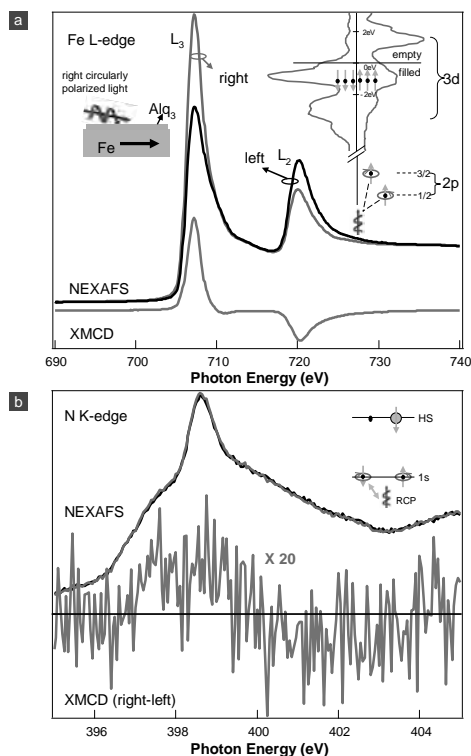 a
Fe L-edge
L3
right
right circularly
polarized light
Alq3
Fe
left
L2
2eV
0eV
- 2eV
empty
filled
3d
3/2
1/2
2p
NEXAFS
XMCD
690 700 710 720 730 740
Photon Energy (eV)
b
N K-edge
HS
1s
RCP
NEXAFS
X 20
XMCD (right-left)
396 398 400 402 404
Photon Energy (eV)